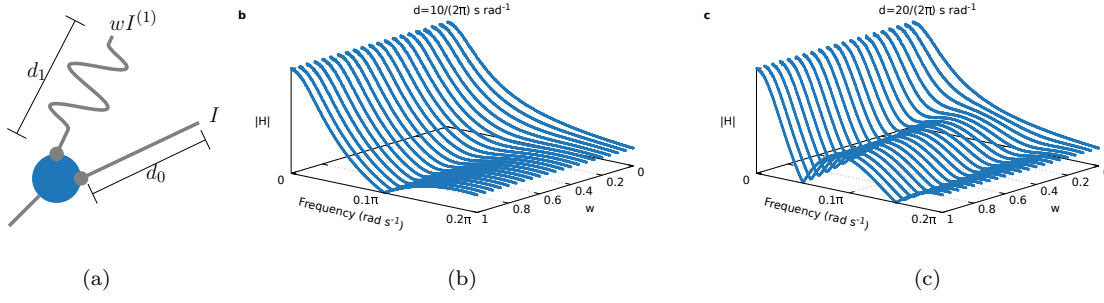 wI⁽¹⁾
d₁
I
d₀
(a)
b
d=10/(2π) s rad⁻¹
|H|
0
0.1π
0.2π
Frequency (rad s⁻¹)
1
0.8
0.6
0.4
0.2
0
w
(b)
c
d=20/(2π) s rad⁻¹
|H|
0
0.1π
0.2π
Frequency (rad s⁻¹)
1
0.8
0.6
0.4
0.2
0
w
(c)